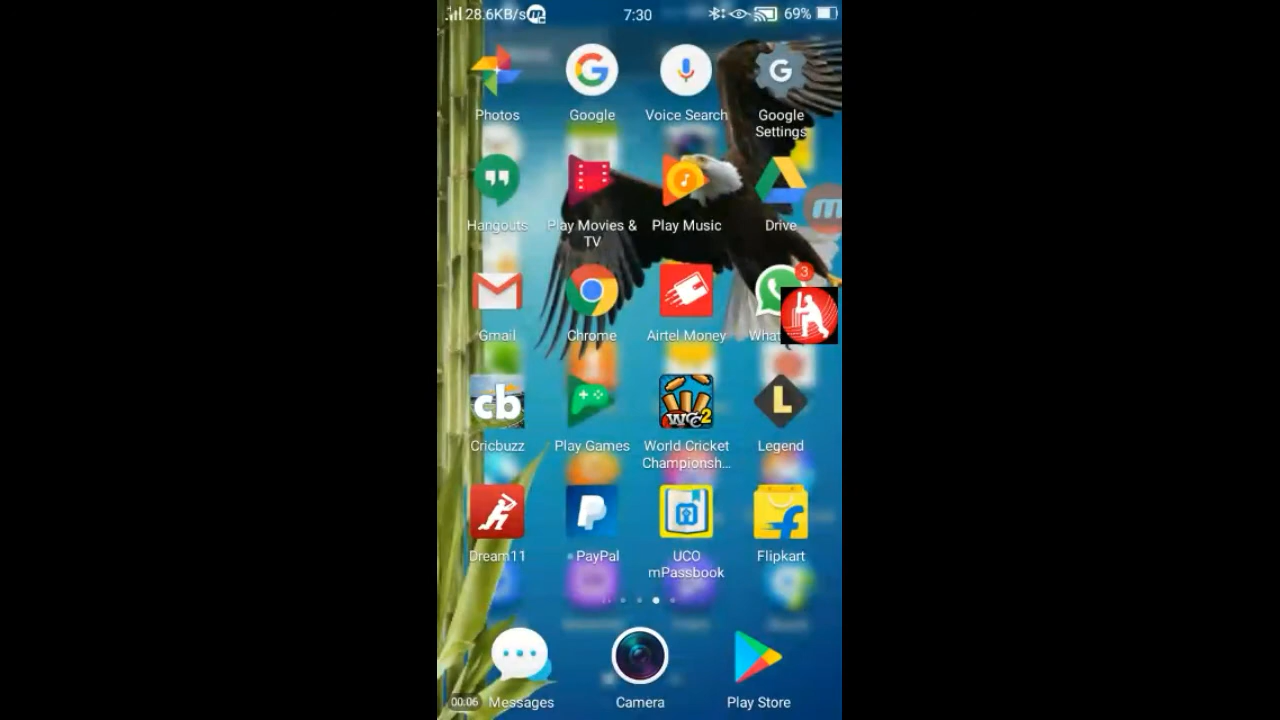 28.6KB/s 7:30 69%
Photos Google Voice Search Google
Settings
Hangouts Play Movies & Play Music Drive
TV
3
Gmail Chrome Airtel Money What
cb WCC2
Cricbuzz Play Games World Cricket Legend
Championsh...
Dream11 PayPal UCO Flipkart
mPassbook
00:06 Messages Camera Play Store